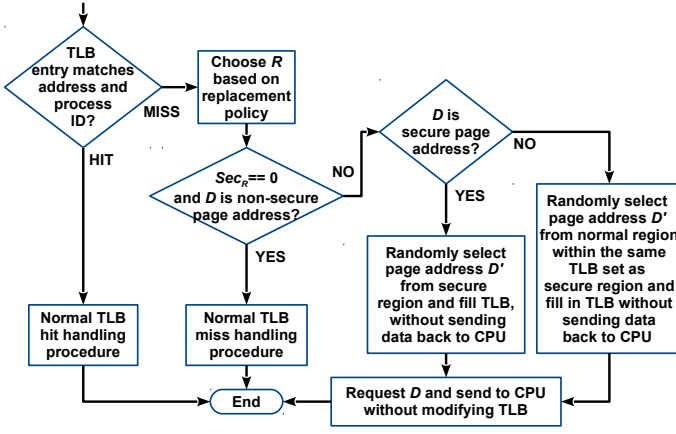 TLB
entry matches
address and
process
ID?
MISS
HIT
Choose R
based on
replacement
policy
SecR== 0
and D is non-secure
page address?
NO
YES
D is
secure page
address?
NO
YES
Randomly select
page address D'
from secure
region and fill TLB,
without sending
data back to CPU
Randomly select
page address D'
from normal region
within the same
TLB set as
secure region and
fill in TLB without
sending data
back to CPU
Normal TLB
hit handling
procedure
Normal TLB
miss handling
procedure
End
Request D and send to CPU
without modifying TLB